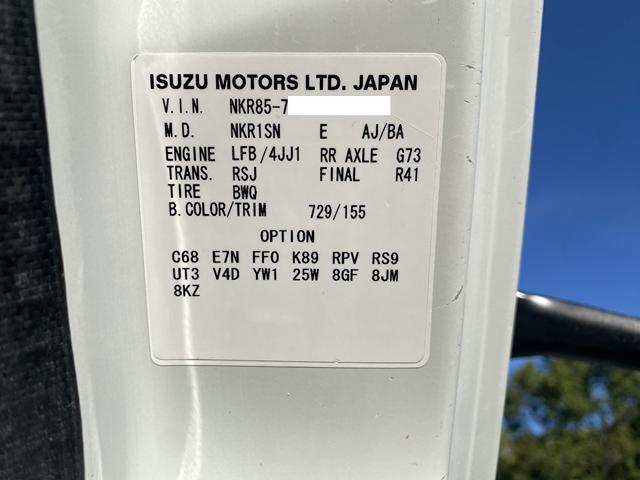 ISUZU MOTORS LTD. JAPAN
V.I.N. NKR85-7
M.D. NKR1SN E AJ/BA
ENGINE LFB/4JJ1 RR AXLE G73
TRANS. RSJ FINAL R41
TIRE BWQ
B.COLOR/TRIM 729/155
OPTION
C68 E7N FF0 K89 RPV RS9
UT3 V4D YW1 25W 8GF 8JM
8KZ